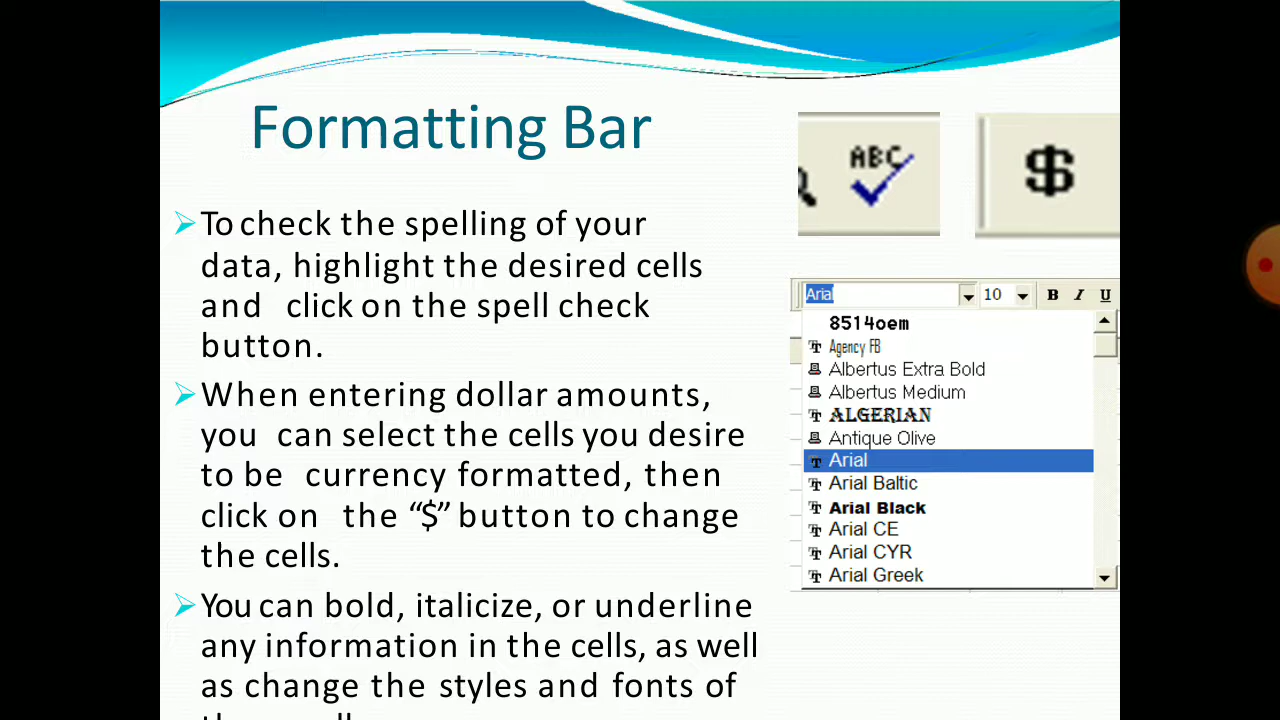 Formatting Bar
To check the spelling of your
data, highlight the desired cells
and click on the spell check
button.
When entering dollar amounts,
you can select the cells you desire
to be currency formatted, then
click on the “$” button to change
the cells.
You can bold, italicize, or underline
any information in the cells, as well
as change the styles and fonts of
ABC
$
Arial 10 B I U
8514oem
Agency FB
Albertus Extra Bold
Albertus Medium
ALGERIAN
Antique Olive
Arial
Arial Baltic
Arial Black
Arial CE
Arial CYR
Arial Greek